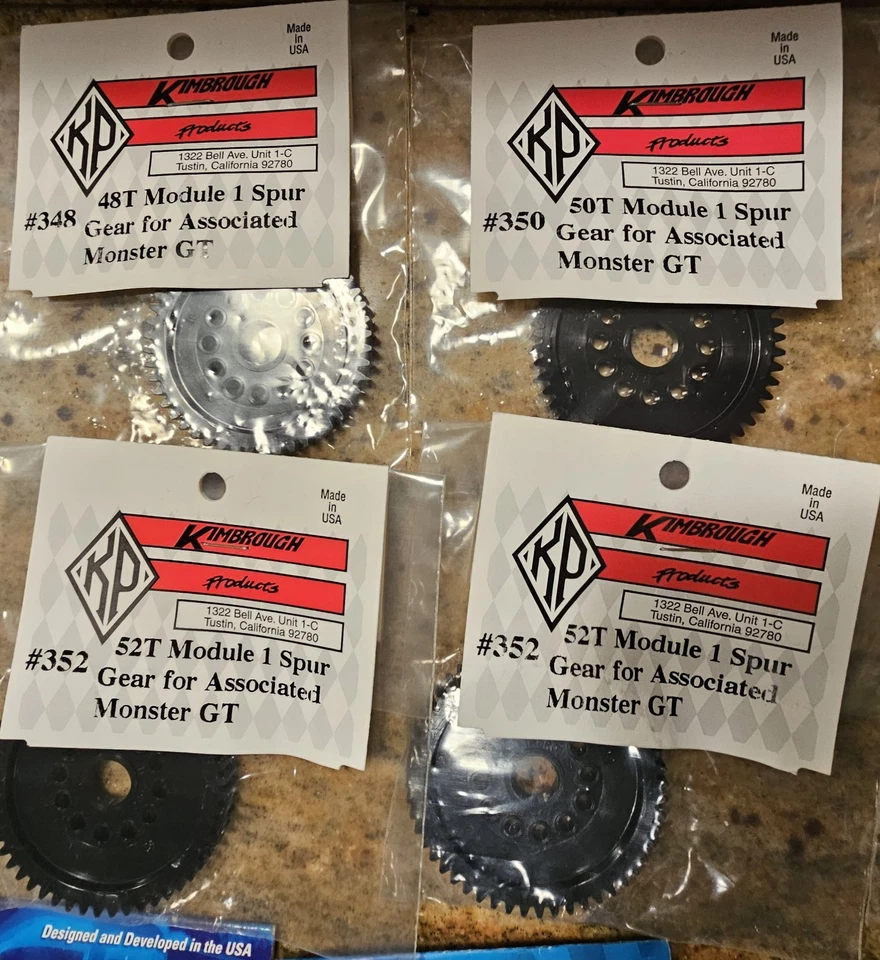 Made
in
USA
KIMBROUGH
KP
Products
1322 Bell Ave. Unit 1-C
Tustin, California 92780
#348
48T Module 1 Spur
Gear for Associated
Monster GT
Made
in
USA
KIMBROUGH
KP
Products
1322 Bell Ave. Unit 1-C
Tustin, California 92780
#350
50T Module 1 Spur
Gear for Associated
Monster GT
Made
in
USA
KIMBROUGH
KP
Products
1322 Bell Ave. Unit 1-C
Tustin, California 92780
#352
52T Module 1 Spur
Gear for Associated
Monster GT
Made
in
USA
KIMBROUGH
KP
Products
1322 Bell Ave. Unit 1-C
Tustin, California 92780
#352
52T Module 1 Spur
Gear for Associated
Monster GT
Designed and Developed in the USA